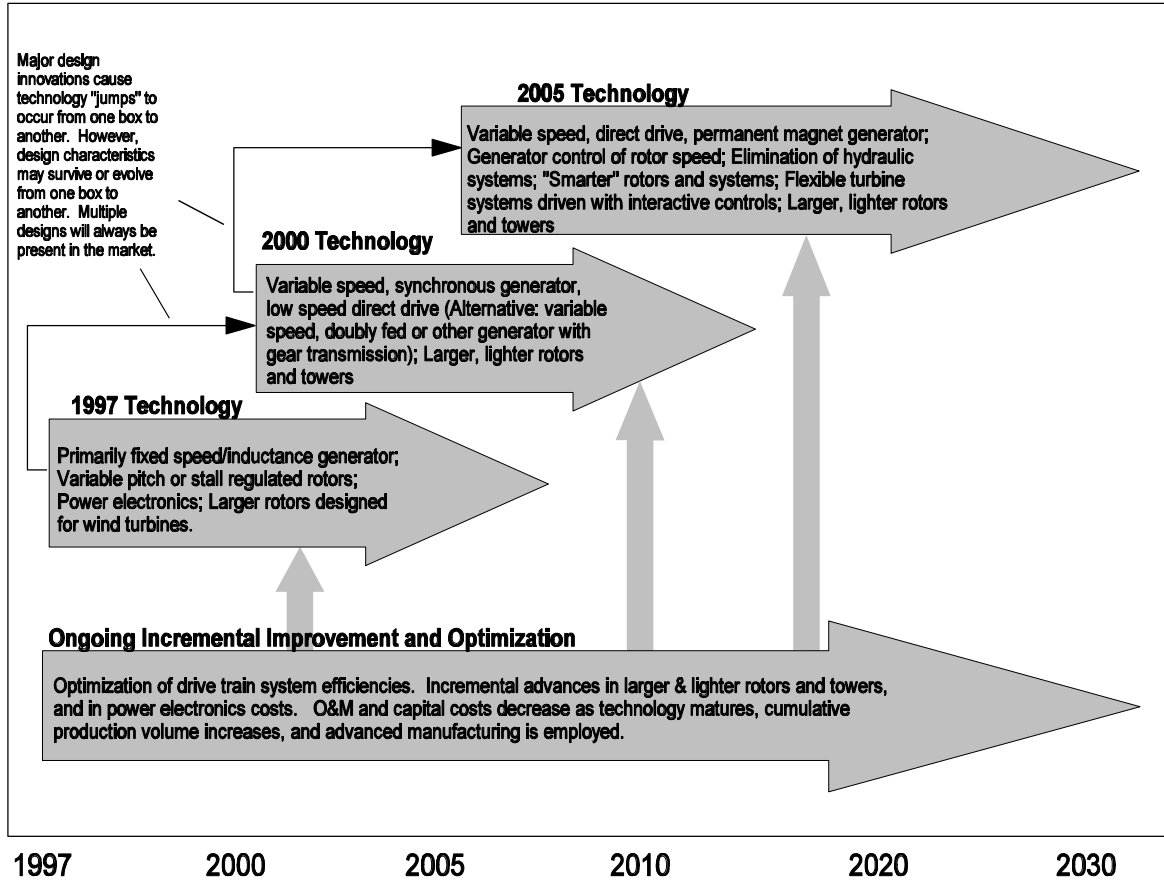 Major design
innovations cause
technology "jumps" to
occur from one box to
another. However,
design characteristics
may survive or evolve
from one box to
another. Multiple
designs will always be
present in the market.
2005 Technology
Variable speed, direct drive, permanent magnet generator;
Generator control of rotor speed; Elimination of hydraulic
systems; "Smarter" rotors and systems; Flexible turbine
systems driven with interactive controls; Larger, lighter rotors
and towers
2000 Technology
Variable speed, synchronous generator,
low speed direct drive (Alternative: variable
speed, doubly fed or other generator with
gear transmission); Larger, lighter rotors
and towers
1997 Technology
Primarily fixed speed/inductance generator;
Variable pitch or stall regulated rotors;
Power electronics; Larger rotors designed
for wind turbines.
Ongoing Incremental Improvement and Optimization
Optimization of drive train system efficiencies. Incremental advances in larger & lighter rotors and towers,
and in power electronics costs. O&M and capital costs decrease as technology matures, cumulative
production volume increases, and advanced manufacturing is employed.
1997 2000 2005 2010 2020 2030